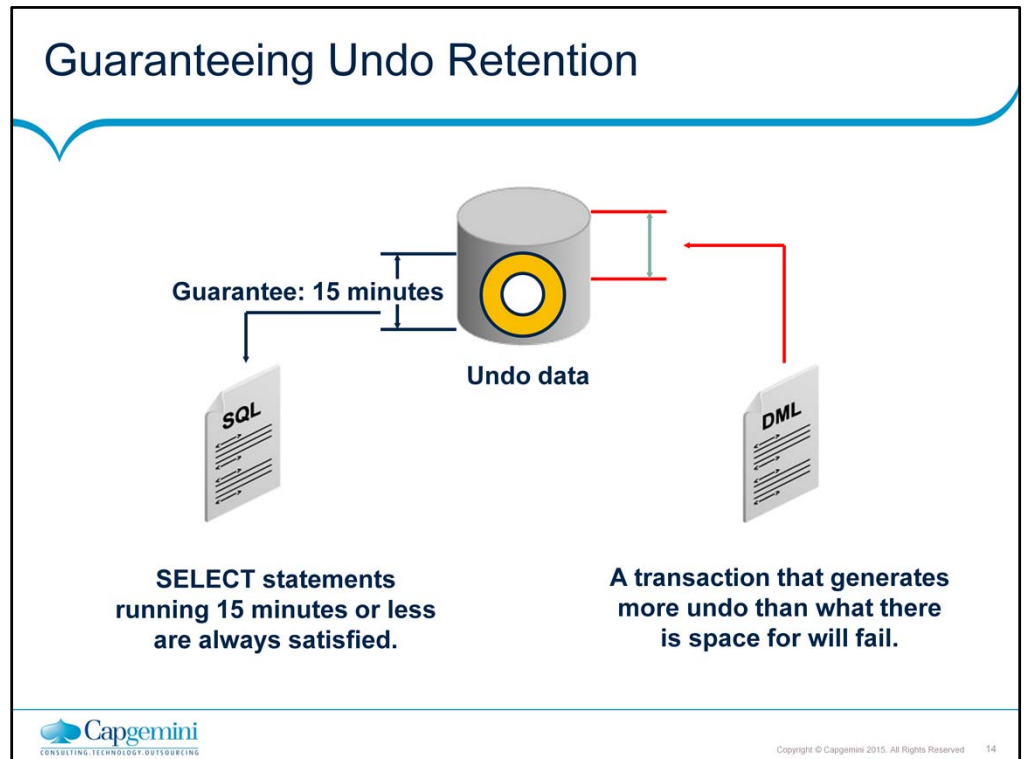 Guaranteeing Undo Retention
Guarantee: 15 minutes
Undo data
SQL
DML
SELECT statements
running 15 minutes or less
are always satisfied.
A transaction that generates
more undo than what there
is space for will fail.
Capgemini
CONSULTING.TECHNOLOGY.OUTSOURCING
Copyright © Capgemini 2015. All Rights Reserved 14